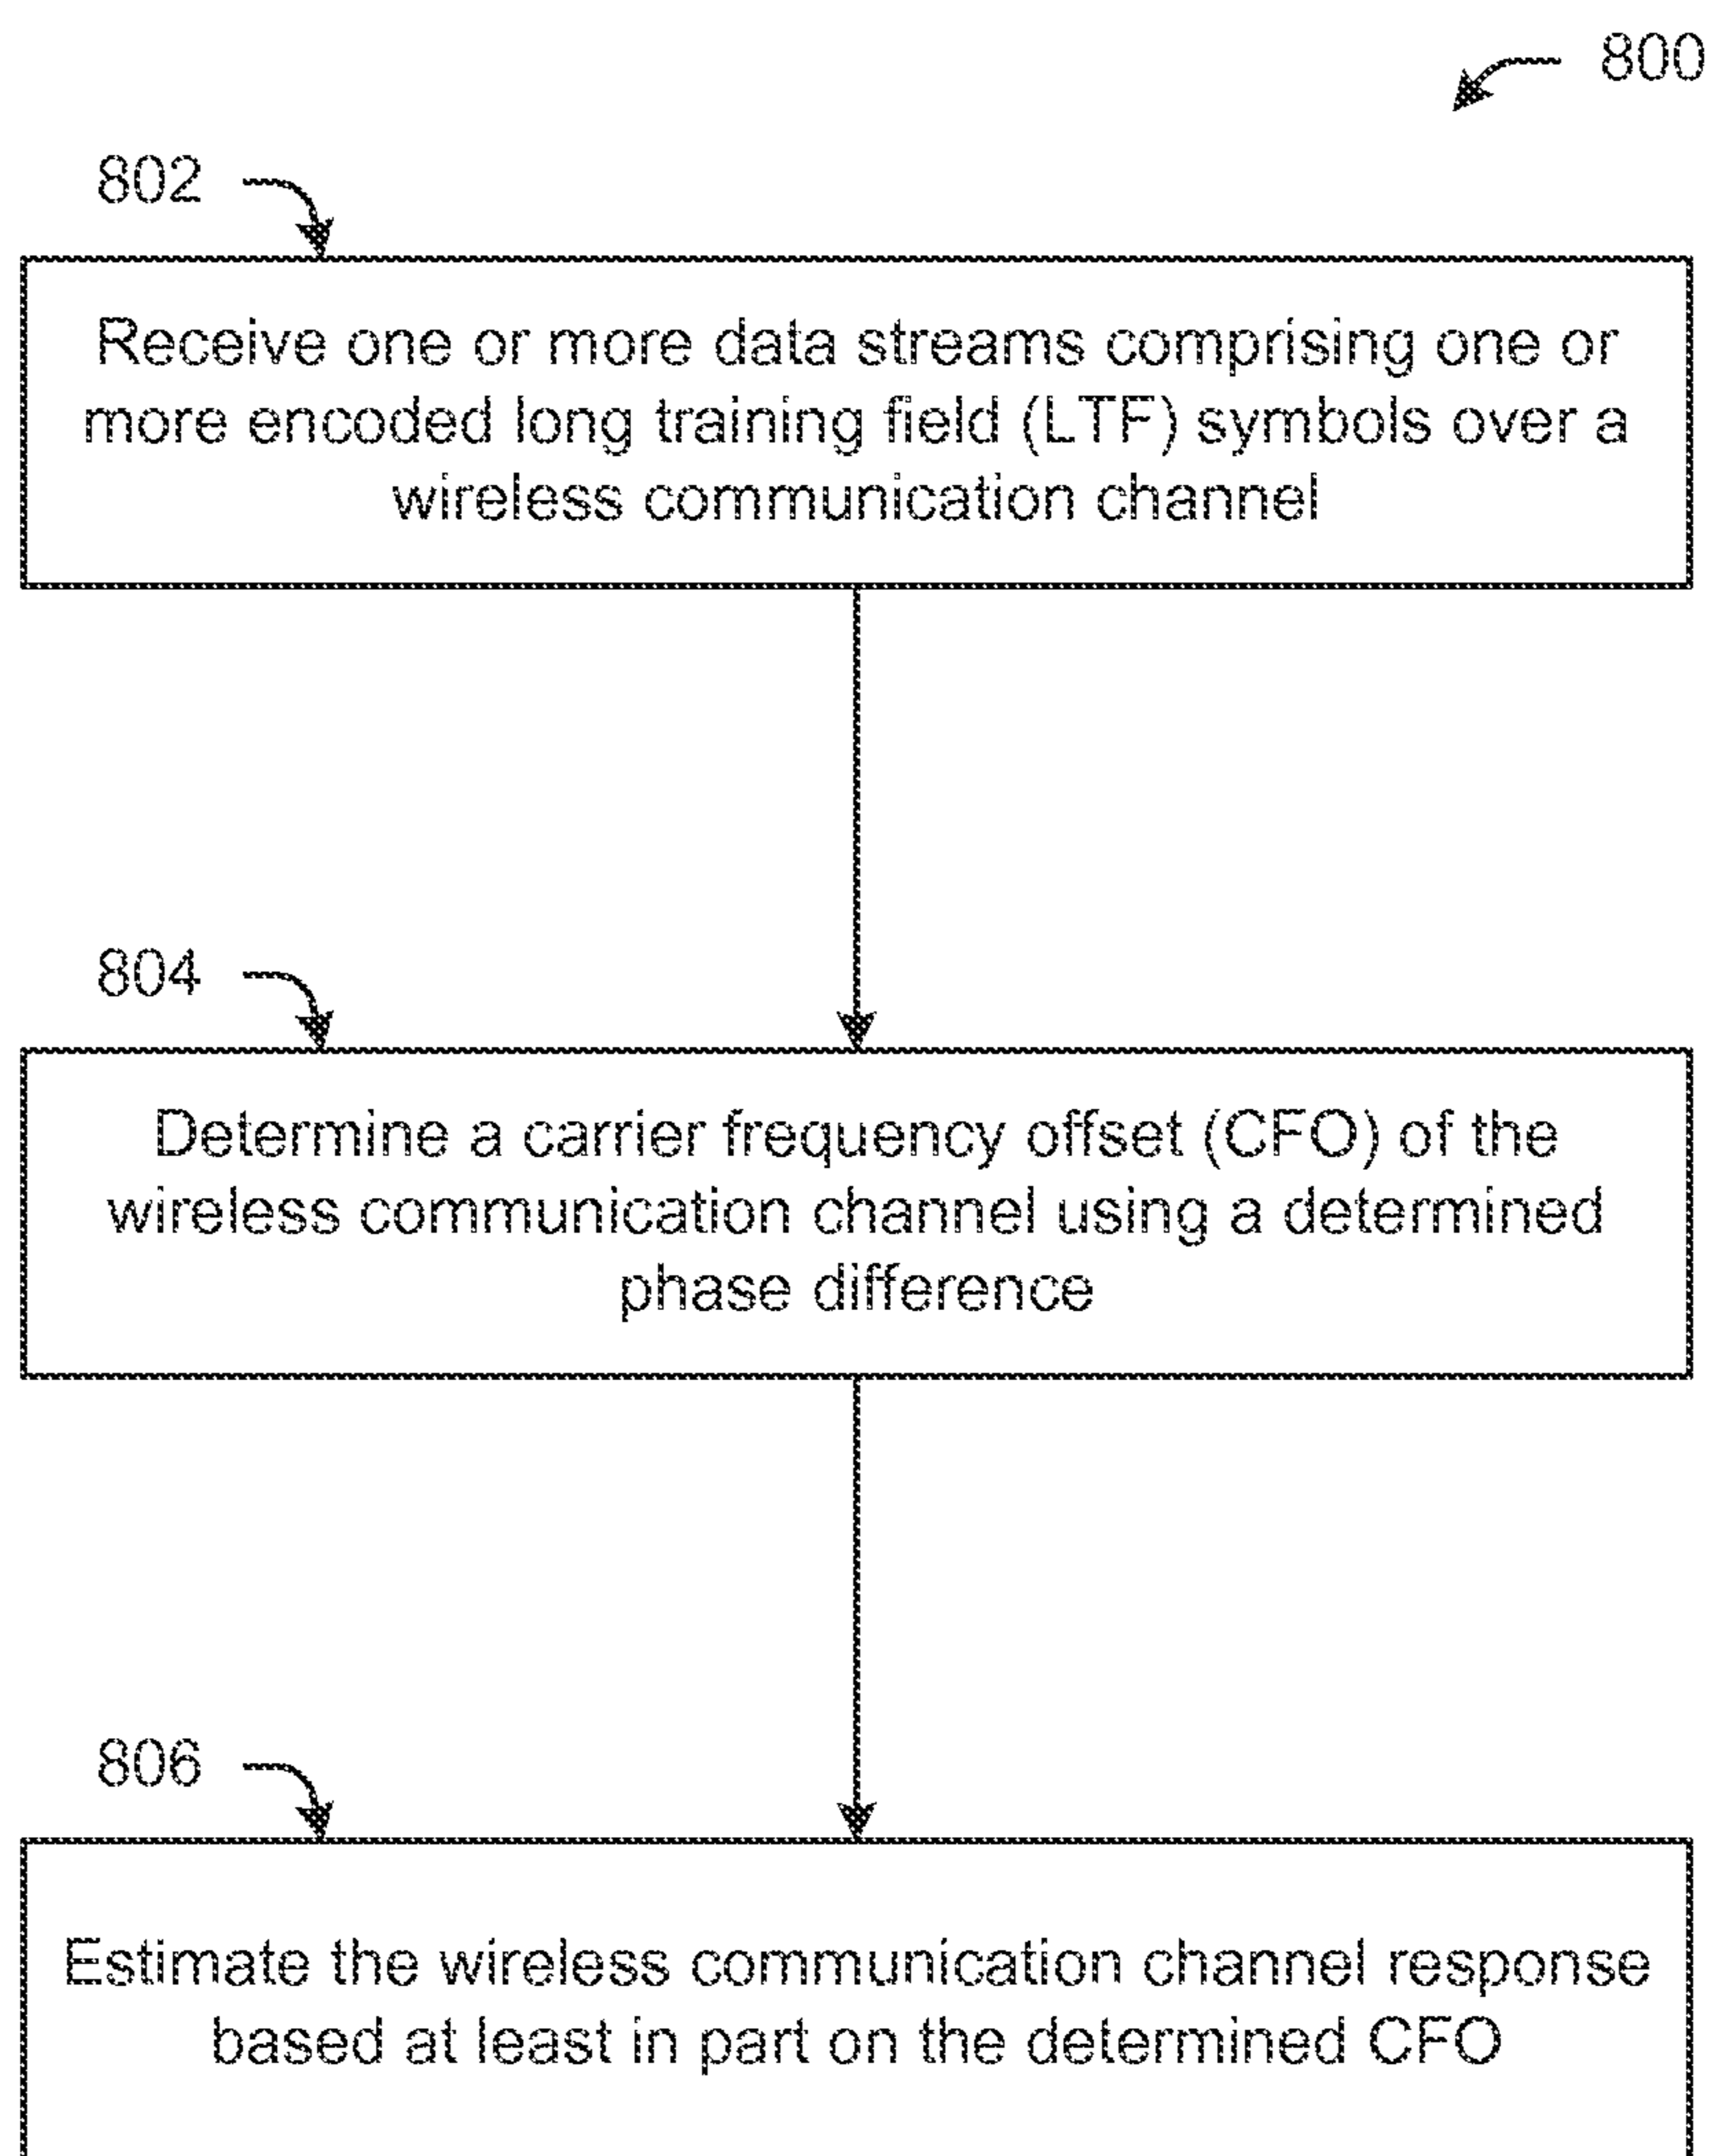 800
802
Receive one or more data streams comprising one or
more encoded long training field (LTF) symbols over a
wireless communication channel
804
Determine a carrier frequency offset (CFO) of the
wireless communication channel using a determined
phase difference
806
Estimate the wireless communication channel response
based at least in part on the determined CFO